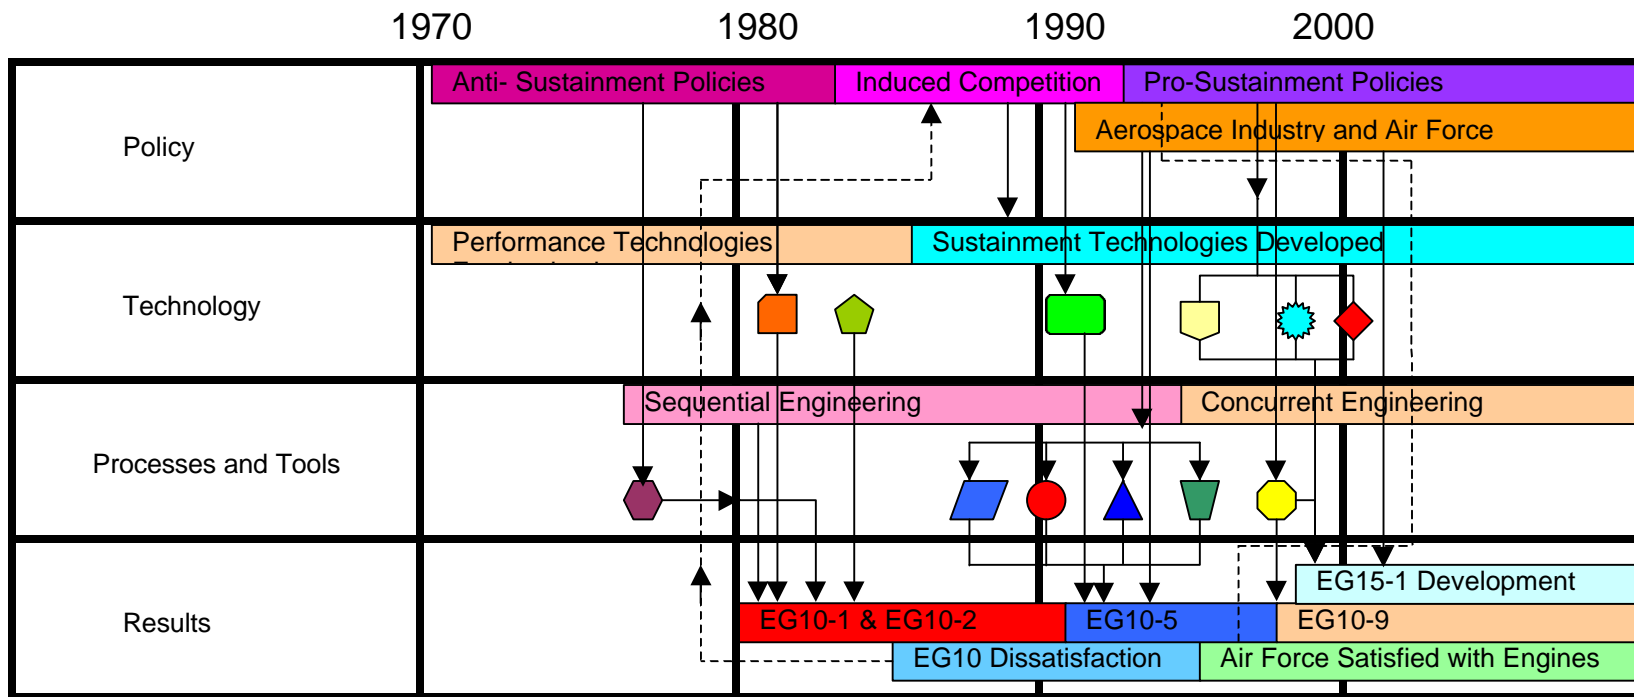 1970 1980 1990 2000
Anti- Sustainment Policies Induced Competition Pro-Sustainment Policies
Aerospace Industry and Air Force
Policy
Performance Technologies Sustainment Technologies Developed
Technology
Sequential Engineering Concurrent Engineering
Processes and Tools
EG15-1 Development
EG10-1 & EG10-2 EG10-5 EG10-9
Results
EG10 Dissatisfaction Air Force Satisfied with Engines